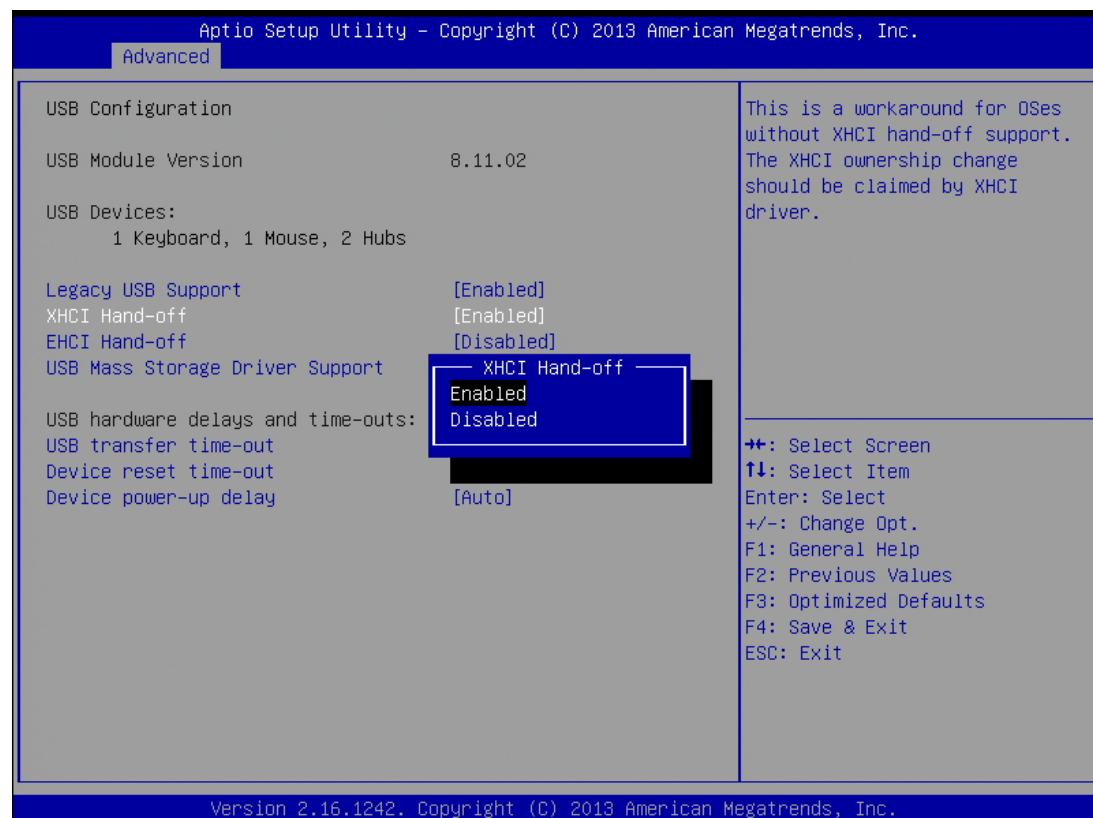 Aptio Setup Utility – Copyright (C) 2013 American Megatrends, Inc.
Advanced
USB Configuration
USB Module Version 8.11.02
USB Devices:
1 Keyboard, 1 Mouse, 2 Hubs
Legacy USB Support [Enabled]
XHCI Hand-off [Enabled]
EHCI Hand-off [Disabled]
USB Mass Storage Driver Support
USB hardware delays and time-outs:
USB transfer time-out
Device reset time-out
Device power-up delay [Auto]
XHCI Hand-off
Enabled
Disabled
This is a workaround for OSes
without XHCI hand-off support.
The XHCI ownership change
should be claimed by XHCI
driver.
→←: Select Screen
↑↓: Select Item
Enter: Select
+/-: Change Opt.
F1: General Help
F2: Previous Values
F3: Optimized Defaults
F4: Save & Exit
ESC: Exit
Version 2.16.1242. Copyright (C) 2013 American Megatrends, Inc.